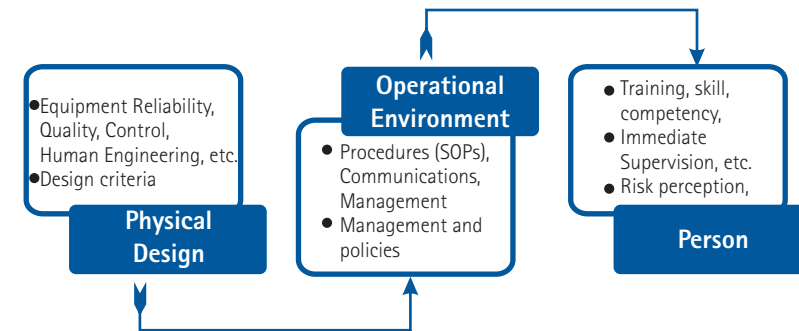 ●Equipment Reliability,
Quality, Control,
Human Engineering, etc.
●Design criteria
Physical
Design
Operational
Environment
● Procedures (SOPs),
Communications,
Management
● Management and
policies
● Training, skill,
competency,
● Immediate
Supervision, etc.
● Risk perception,
Person